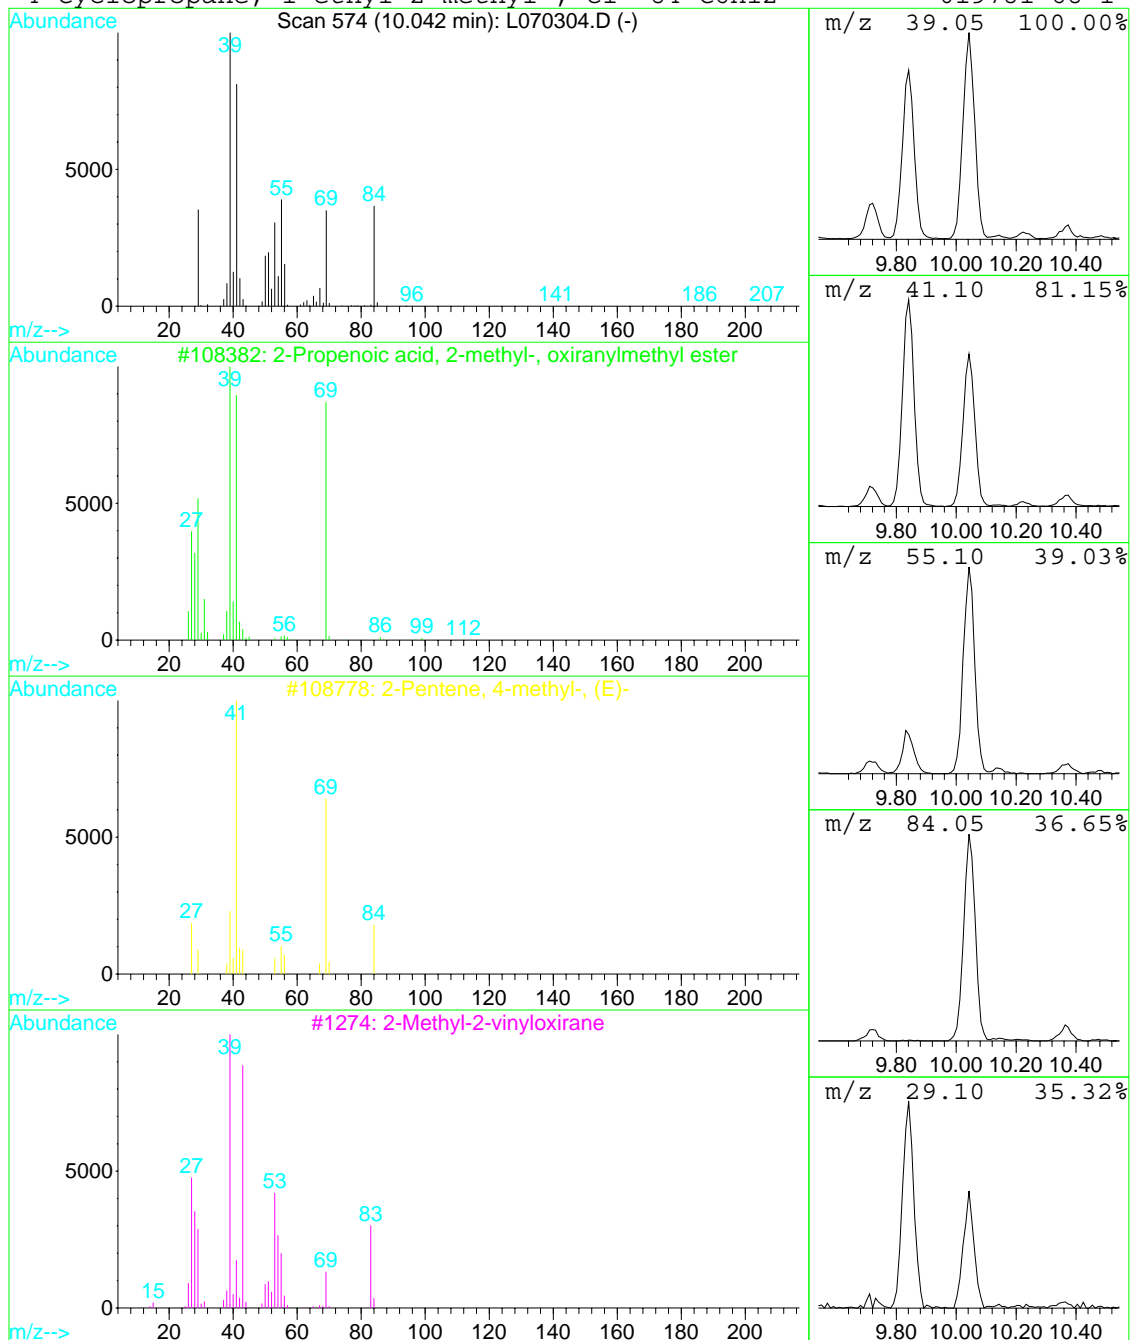 Abundance
Scan 574 (10.042 min): L070304.D (-)
39
55
69
84
5000
96
141
186
207
0
m/z-->
20 40 60 80 100 120 140 160 180 200
Abundance
#108382: 2-Propenoic acid, 2-methyl-, oxiranylmethyl ester
39
69
27
5000
56
86
99
112
0
m/z-->
20 40 60 80 100 120 140 160 180 200
Abundance
#108778: 2-Pentene, 4-methyl-, (E)-
41
69
5000
27
84
55
0
m/z-->
20 40 60 80 100 120 140 160 180 200
Abundance
#1274: 2-Methyl-2-vinyloxirane
39
27
5000
53
83
69
15
0
m/z-->
20 40 60 80 100 120 140 160 180 200
m/z 39.05 100.00%
9.80 10.00 10.20 10.40
m/z 41.10 81.15%
9.80 10.00 10.20 10.40
m/z 55.10 39.03%
9.80 10.00 10.20 10.40
m/z 84.05 36.65%
9.80 10.00 10.20 10.40
m/z 29.10 35.32%
9.80 10.00 10.20 10.40